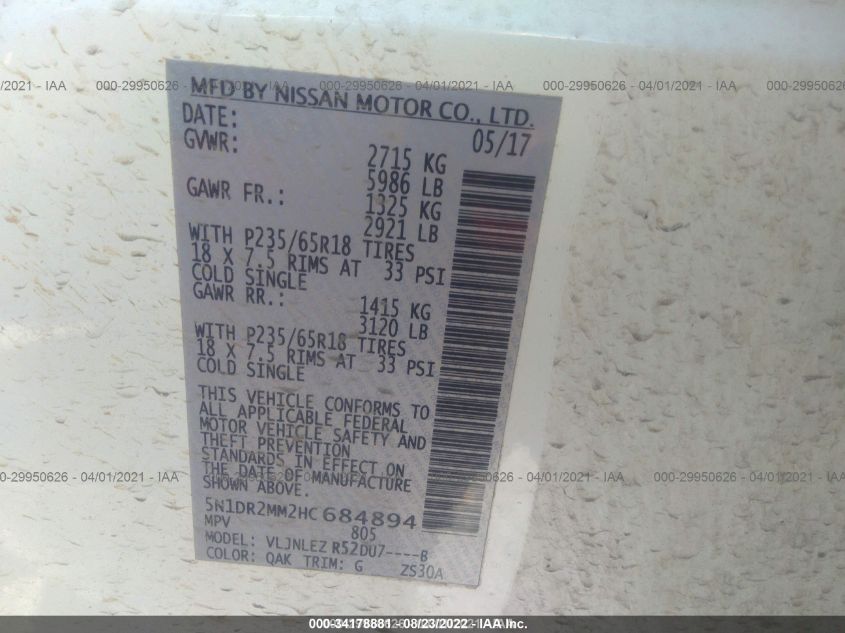 MFD BY NISSAN MOTOR CO., LTD.
DATE: 05/17
GVWR: 2715 KG
5986 LB
GAWR FR.: 1325 KG
2921 LB
WITH P235/65R18 TIRES
18 X 7.5 RIMS AT 33 PSI
COLD SINGLE
GAWR RR.: 1415 KG
3120 LB
WITH P235/65R18 TIRES
18 X 7.5 RIMS AT 33 PSI
COLD SINGLE
THIS VEHICLE CONFORMS TO
ALL APPLICABLE FEDERAL
MOTOR VEHICLE SAFETY AND
THEFT PREVENTION
STANDARDS IN EFFECT ON
THE DATE OF MANUFACTURE
SHOWN ABOVE.
5N1DR2MM2HC684894
MPV 805
MODEL: VLJNLEZ R52DU7----B
COLOR: QAK TRIM: G ZS30A
/01/2021 - IAA 000-29950626 - 04/01/2021 - IAA 000-29950626 - 04/01/2021 - IAA 000-29950626 - 04/01/2021 - IAA
000-29950626 - 04/01/2021 - IAA 000-29950626 - 04/01/2021 - IAA 000-29950626 - 04/01/2021 - IAA
000-34178881 - 08/23/2022 - IAA Inc.